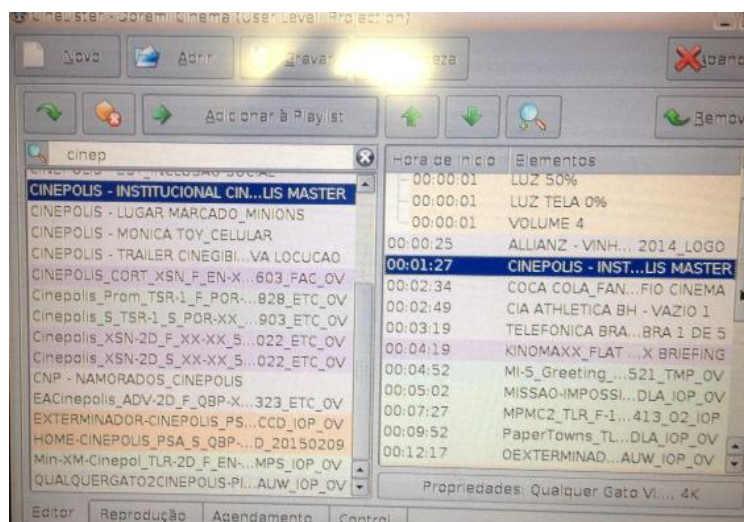 CineLister - Doremi Cinema (User Level: Projection)
Novo Abrir Gravar
Adicionar à Playlist
cinep
CINEPOLIS - INSTITUCIONAL CIN...LIS MASTER
CINEPOLIS - LUGAR MARCADO_MINIONS
CINEPOLIS - MONICA TOY_CELULAR
CINEPOLIS - TRAILER CINEGIBI...VA LOCUCAO
CINEPOLIS_CORT_XSN_F_EN-X...603_FAC_OV
Cinepolis_Prom_TSR-1_F_POR-...828_ETC_OV
Cinepolis_S_TSR-1_S_POR-XX_...903_ETC_OV
Cinepolis_XSN-2D_F_XX-XX_5...022_ETC_OV
Cinepolis_XSN-2D_S_XX-XX_5...022_ETC_OV
CNP - NAMORADOS_CINEPOLIS
EACinepolis_ADV-2D_F_QBP-X...323_ETC_OV
EXTERMINADOR-CINEPOLIS_PS...CCD_IOP_OV
HOME-CINEPOLIS_PSA_S_QBP-...D_20150209
Min-XM-Cinepol_TLR-2D_F_EN-...MPS_IOP_OV
QUALQUERGATO2CINEPOLIS-PI...AUW_IOP_OV
Hora de início Elementos
00:00:01 LUZ 50%
00:00:01 LUZ TELA 0%
00:00:01 VOLUME 4
00:00:25 ALLIANZ - VINH... 2014_LOGO
00:01:27 CINEPOLIS - INST...LIS MASTER
00:02:34 COCA COLA_FAN...FIO CINEMA
00:02:49 CIA ATHLETICA BH - VAZIO 1
00:03:19 TELEFONICA BRA...BRA 1 DE 5
00:04:19 KINOMAXX_FLAT ...X BRIEFING
00:04:52 MI-5_Greeting_...521_TMP_OV
00:05:02 MISSAO-IMPOSSI...DLA_IOP_OV
00:07:27 MPMC2_TLR_F-1...413_02_IOP
00:09:52 PaperTowns_TL...DLA_IOP_OV
00:12:17 OEXTERMINAD...AUW_IOP_OV
Propriedades: Qualquer Gato Vi..., 4K
Editor Reprodução Agendamento Control